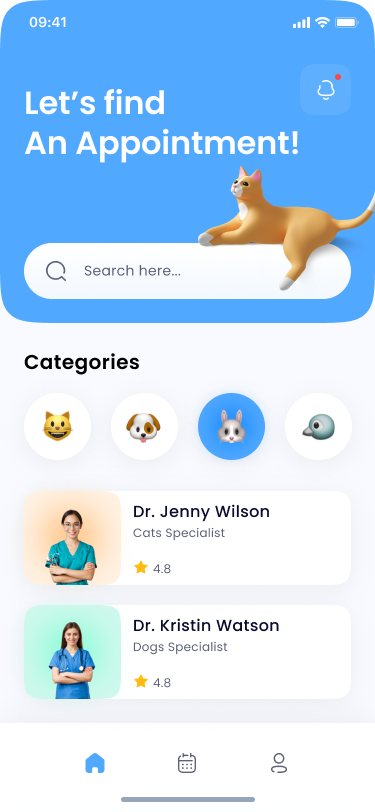 09:41
Let’s find
An Appointment!
Search here...
Categories
Dr. Jenny Wilson
Cats Specialist
4.8
Dr. Kristin Watson
Dogs Specialist
4.8